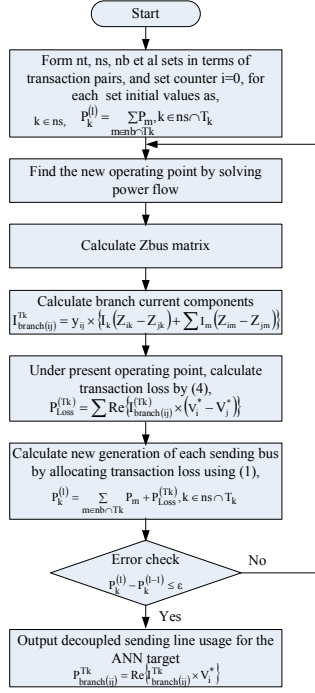 Start
Form nt, ns, nb et al sets in terms of
transaction pairs, and set counter i=0, for
each set initial values as,
k ∈ ns, P_k^(l) = ∑ P_m, k ∈ ns∩T_k
m∈nb∩Tk
Find the new operating point by solving
power flow
Calculate Zbus matrix
Calculate branch current components
I_branch(ij)^Tk = y_ij × {I_k(Z_ik − Z_jk) + ∑ I_m(Z_im − Z_jm)}
Under present operating point, calculate
transaction loss by (4),
P_Loss^(Tk) = ∑ Re{I_branch(ij)^(Tk) × (V_i^* − V_j^*)}
Calculate new generation of each sending bus
by allocating transaction loss using (1),
P_k^(l) = ∑ P_m + P_Loss^(Tk), k ∈ ns∩T_k
m∈nb∩Tk
Error check
No
P_k^(l) − P_k^(l−1) ≤ ε
Yes
Output decoupled sending line usage for the
ANN target
P_branch(ij)^Tk = Re{I_branch(ij)^Tk × V_i^*}